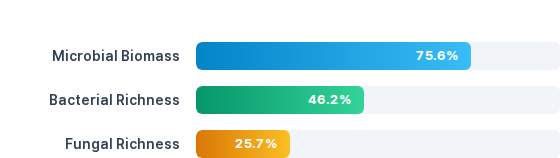 Microbial Biomass 75.6%
Bacterial Richness 46.2%
Fungal Richness 25.7%